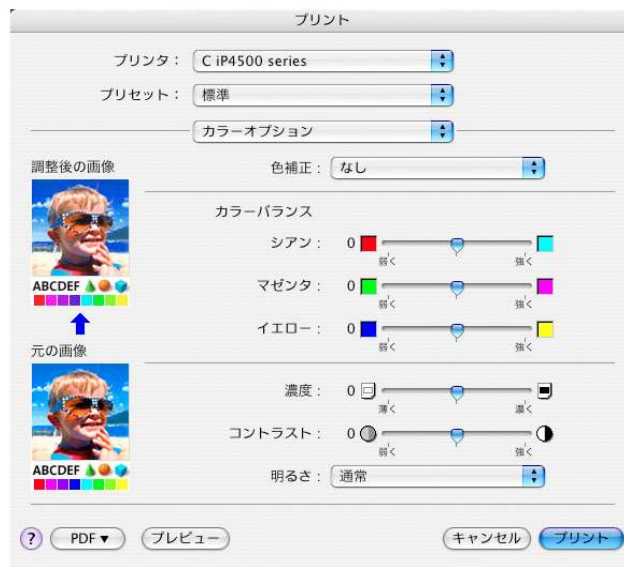 プリント
プリンタ： C iP4500 series
プリセット： 標準
カラーオプション
調整後の画像
色補正： なし
ABCDEF
カラーバランス
シアン： 0
弱く 強く
マゼンタ： 0
弱く 強く
イエロー： 0
弱く 強く
元の画像
ABCDEF
濃度： 0
薄く 濃く
コントラスト： 0
弱く 強く
明るさ： 通常
? PDF▼ プレビュー キャンセル プリント